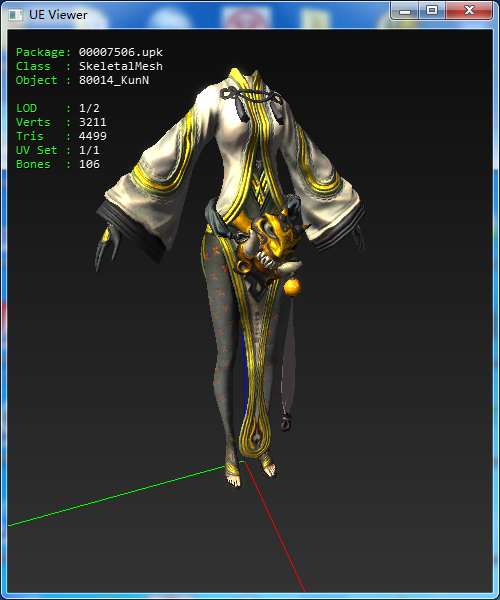 UE Viewer
Package: 00007506.upk
Class : SkeletalMesh
Object : 80014_KunN
LOD : 1/2
Verts : 3211
Tris : 4499
UV Set : 1/1
Bones : 106